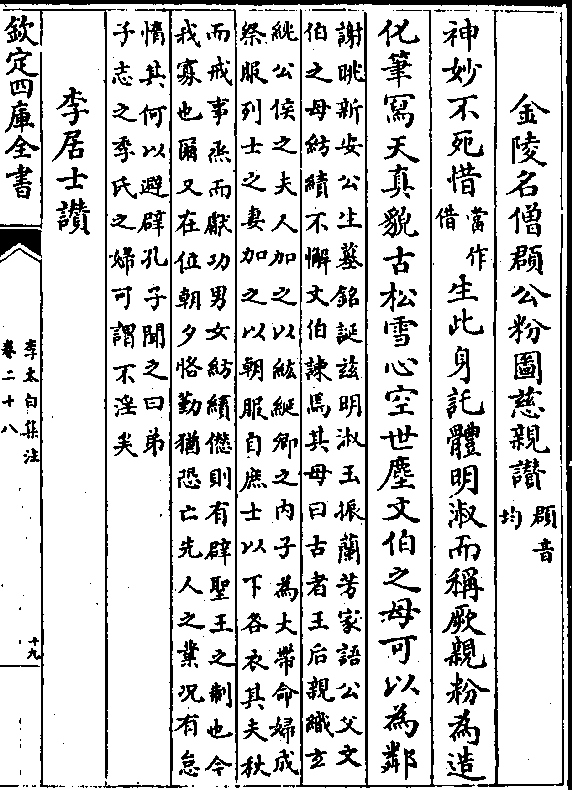 金陵名僧頵公粉圖慈親讃 頵音
均
神妙不死惜 當作
借 生此身託體明淑而稱厥親粉為造
化筆寫天真貌古松雪心空世塵文伯之母可以為鄰
謝眺新安公主墓銘誕茲明淑玉振蘭芳家語公父文
伯之母紡績不懈文伯諫焉其母曰古者王后親織玄
紞公侯之夫人加之以紘綖卿之内子為大帶命婦成
祭服列士之妻加之以朝服自庶士以下各衣其夫秋
而戒事烝而獻功男女紡績愆則有辟聖王之制也今
我寡也爾又在位朝夕恪勤猶恐亡先人之業况有怠
惰其何以避辟孔子聞之曰弟
子志之季氏之婦可謂不淫矣
李居士讃
欽定四庫全書
李太白集注
卷二十八
十九